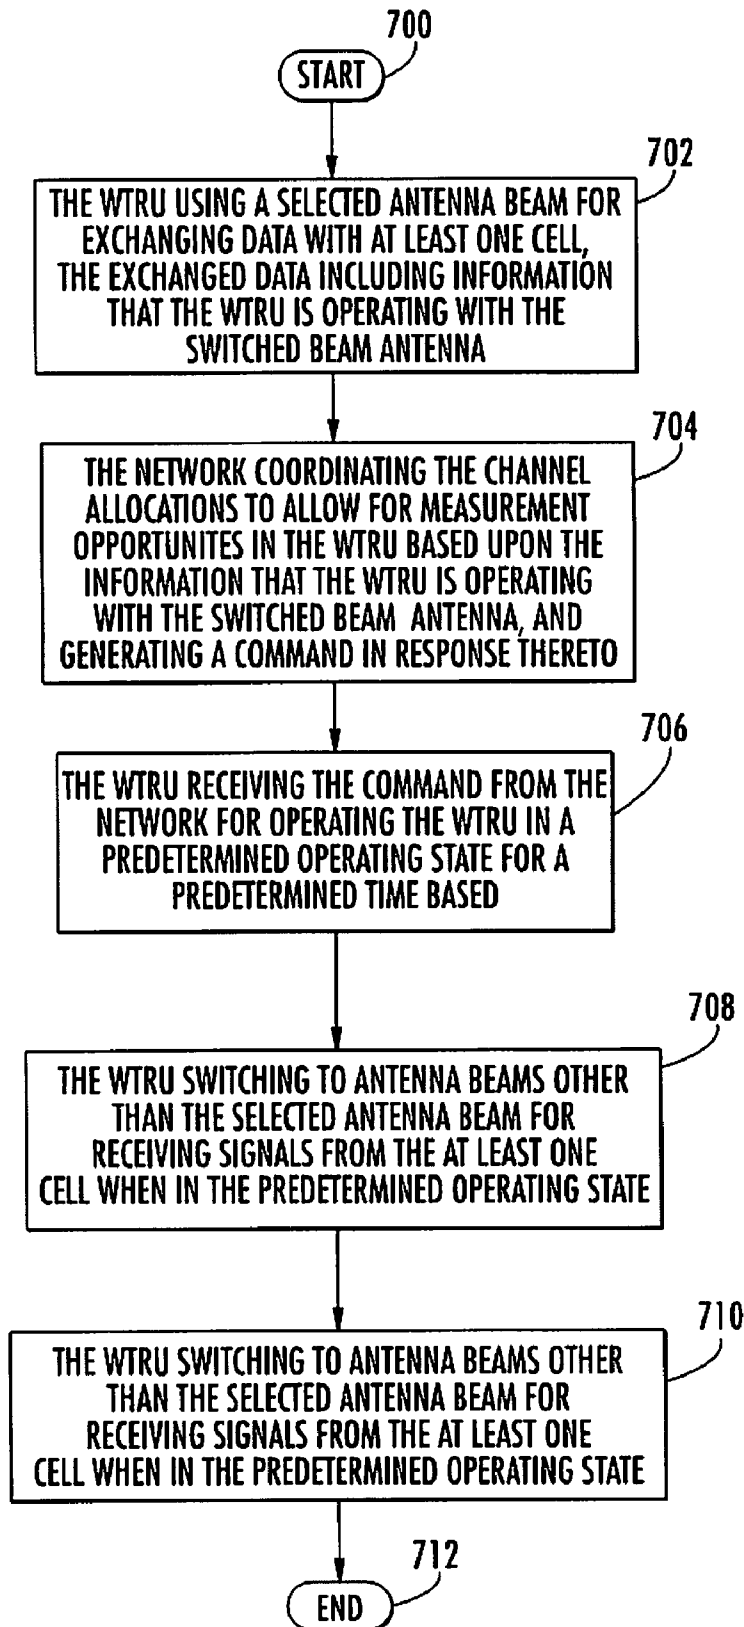 700
START
702
THE WTRU USING A SELECTED ANTENNA BEAM FOR
EXCHANGING DATA WITH AT LEAST ONE CELL,
THE EXCHANGED DATA INCLUDING INFORMATION
THAT THE WTRU IS OPERATING WITH THE
SWITCHED BEAM ANTENNA
704
THE NETWORK COORDINATING THE CHANNEL
ALLOCATIONS TO ALLOW FOR MEASUREMENT
OPPORTUNITES IN THE WTRU BASED UPON THE
INFORMATION THAT THE WTRU IS OPERATING
WITH THE SWITCHED BEAM ANTENNA, AND
GENERATING A COMMAND IN RESPONSE THERETO
706
THE WTRU RECEIVING THE COMMAND FROM THE
NETWORK FOR OPERATING THE WTRU IN A
PREDETERMINED OPERATING STATE FOR A
PREDETERMINED TIME BASED
708
THE WTRU SWITCHING TO ANTENNA BEAMS OTHER
THAN THE SELECTED ANTENNA BEAM FOR
RECEIVING SIGNALS FROM THE AT LEAST ONE
CELL WHEN IN THE PREDETERMINED OPERATING STATE
710
THE WTRU SWITCHING TO ANTENNA BEAMS OTHER
THAN THE SELECTED ANTENNA BEAM FOR
RECEIVING SIGNALS FROM THE AT LEAST ONE
CELL WHEN IN THE PREDETERMINED OPERATING STATE
712
END